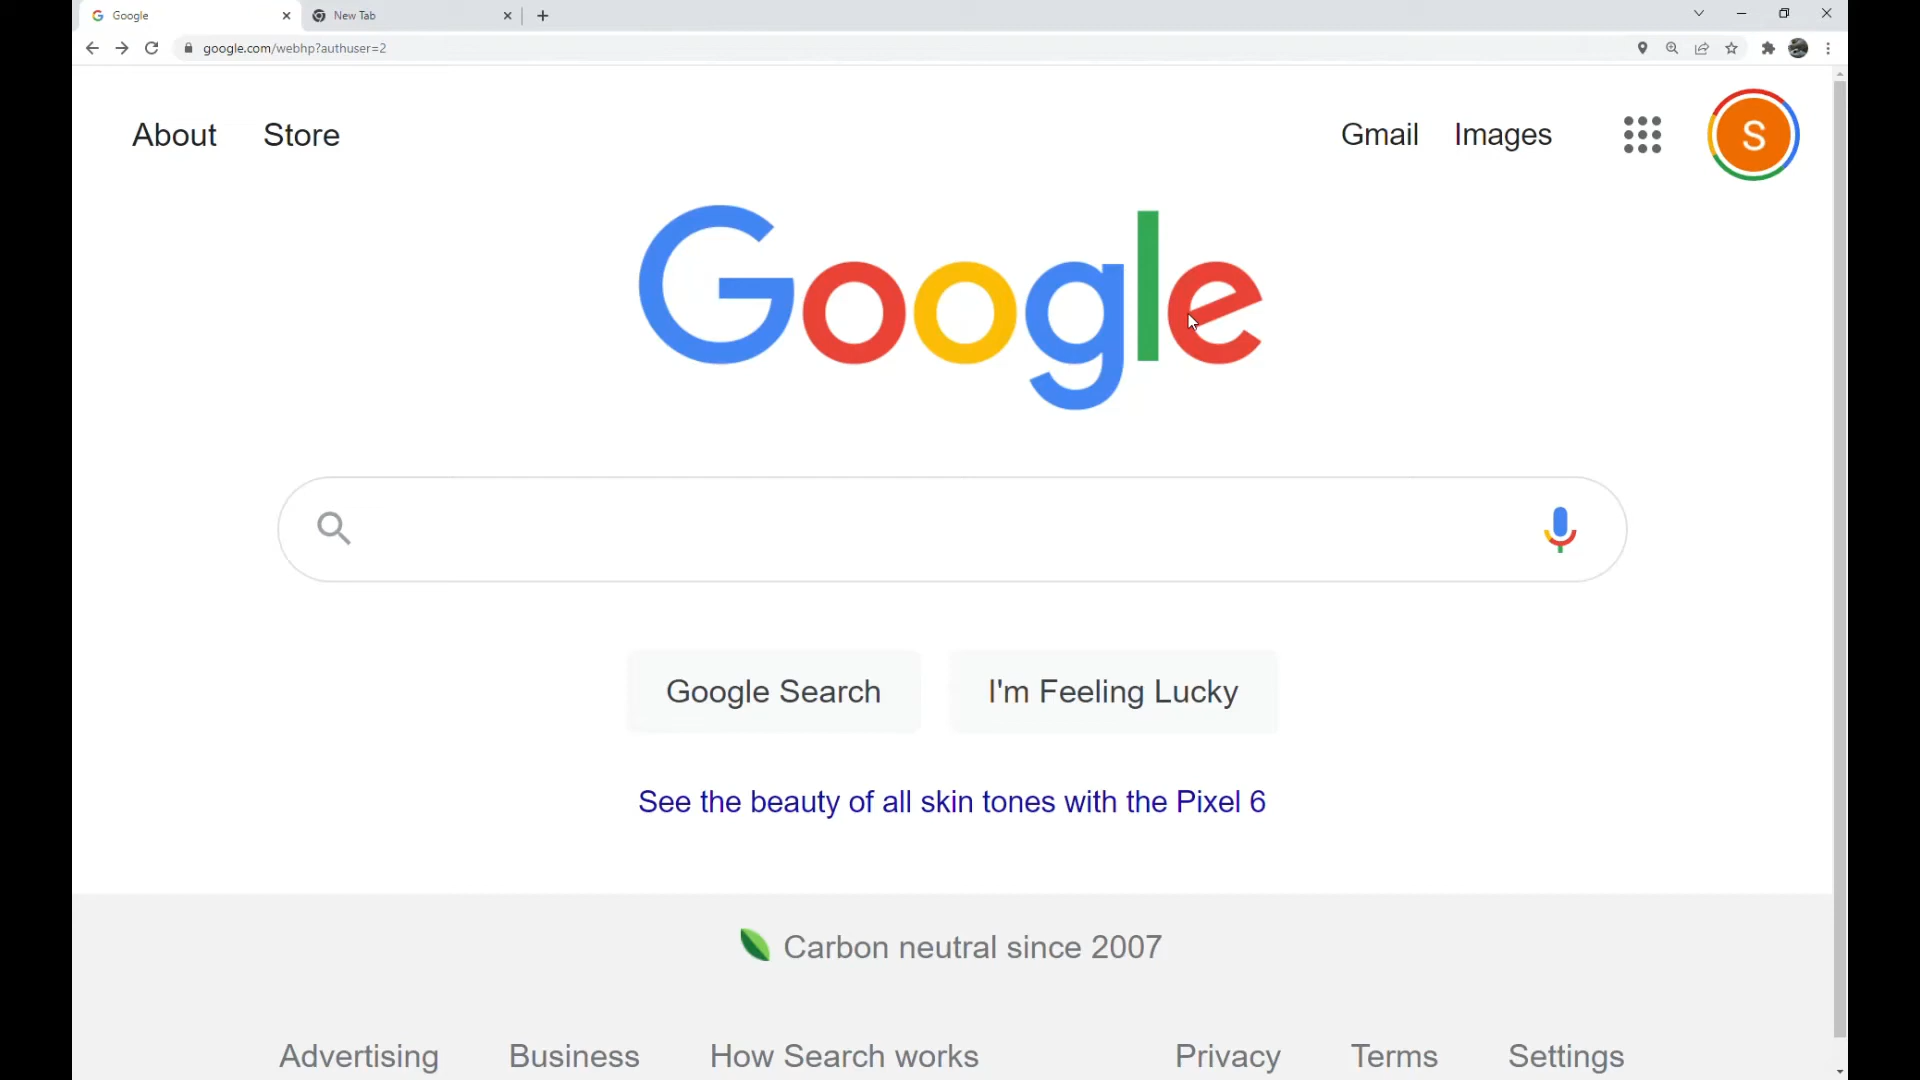 Google
New Tab
google.com/webhp?authuser=2
About Store Gmail Images S
Google
Google Search I'm Feeling Lucky
See the beauty of all skin tones with the Pixel 6
Carbon neutral since 2007
Advertising Business How Search works Privacy Terms Settings